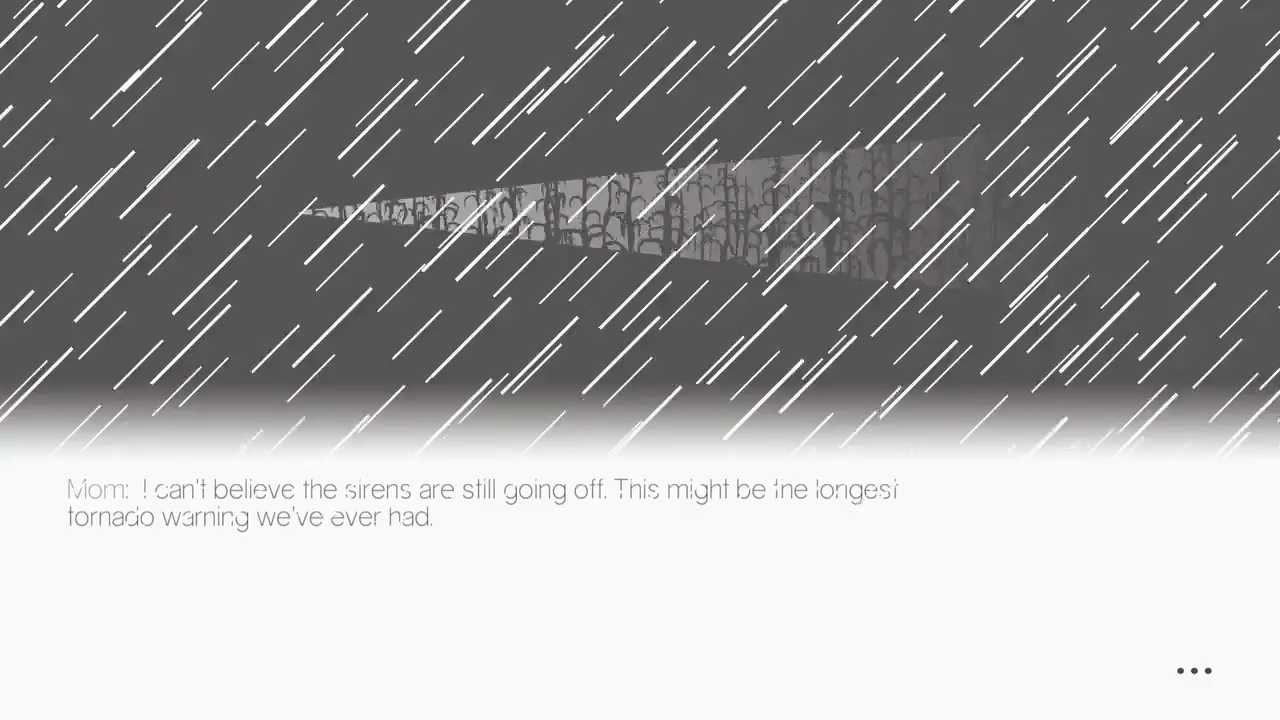 Mom: I can't believe the sirens are still going off. This might be the longest
tornado warning we've ever had.